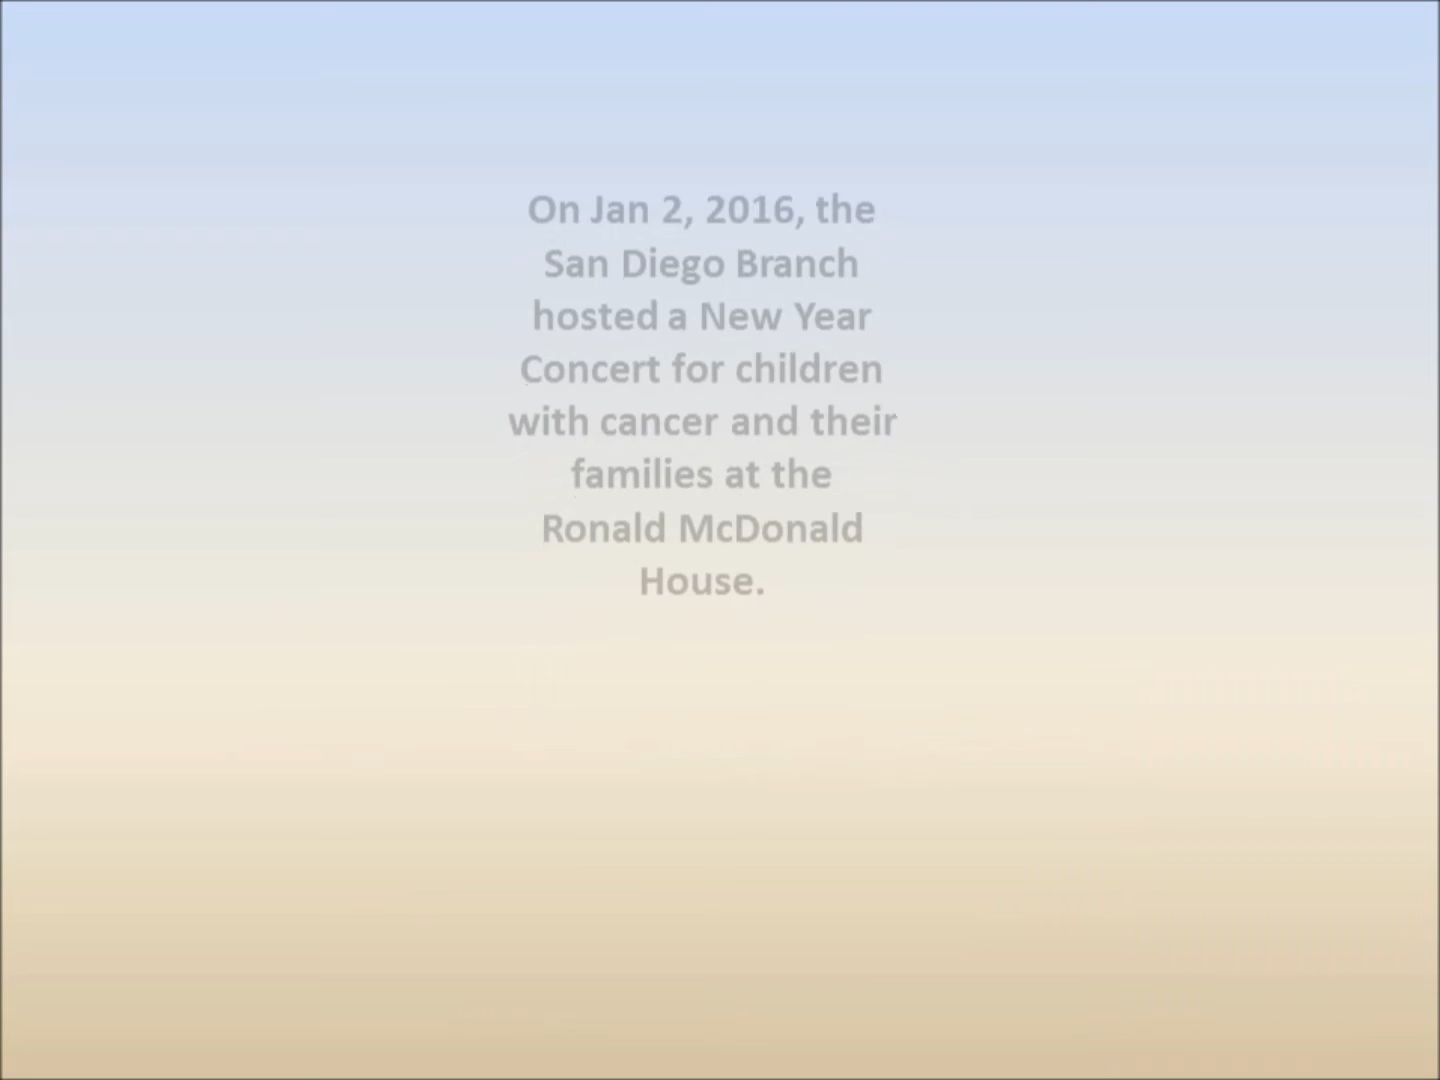 On Jan 2, 2016, the
San Diego Branch
hosted a New Year
Concert for children
with cancer and their
families at the
Ronald McDonald
House.